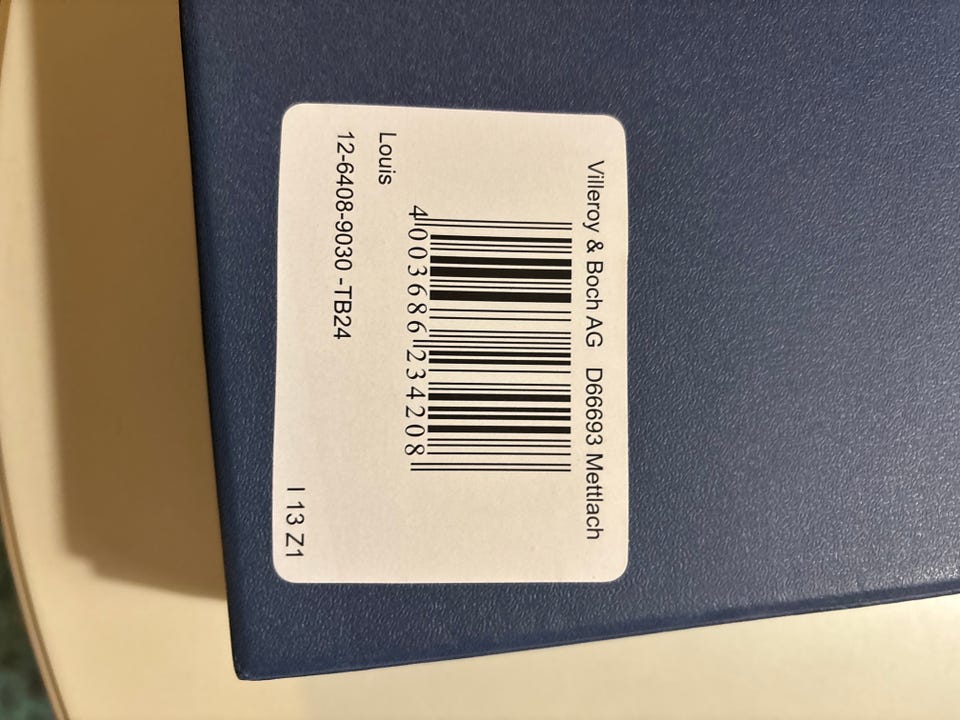 Villeroy & Boch AG D66693 Mettlach
4003686234208
Louis
12-6408-9030 -TB24
I 13 Z1